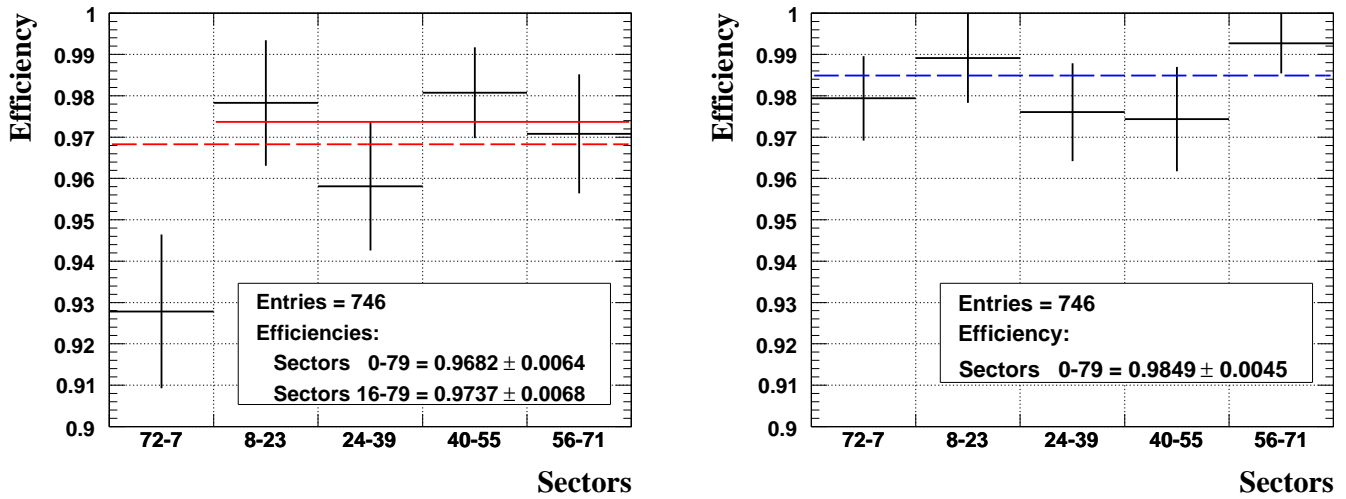 Efficiency
1
0.99
0.98
0.97
0.96
0.95
0.94
0.93
0.92
0.91
0.9
Entries = 746
Efficiencies:
Sectors 0-79 = 0.9682 ± 0.0064
Sectors 16-79 = 0.9737 ± 0.0068
72-7 8-23 24-39 40-55 56-71
Sectors
Efficiency
1
0.99
0.98
0.97
0.96
0.95
0.94
0.93
0.92
0.91
0.9
Entries = 746
Efficiency:
Sectors 0-79 = 0.9849 ± 0.0045
72-7 8-23 24-39 40-55 56-71
Sectors